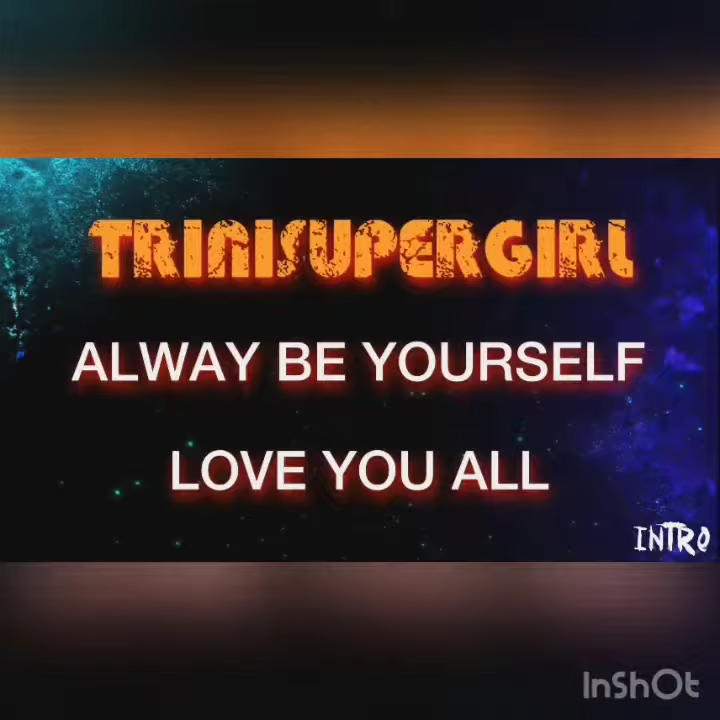 TRINISUPERGIRL
ALWAY BE YOURSELF
LOVE YOU ALL
INTRO
InShOt